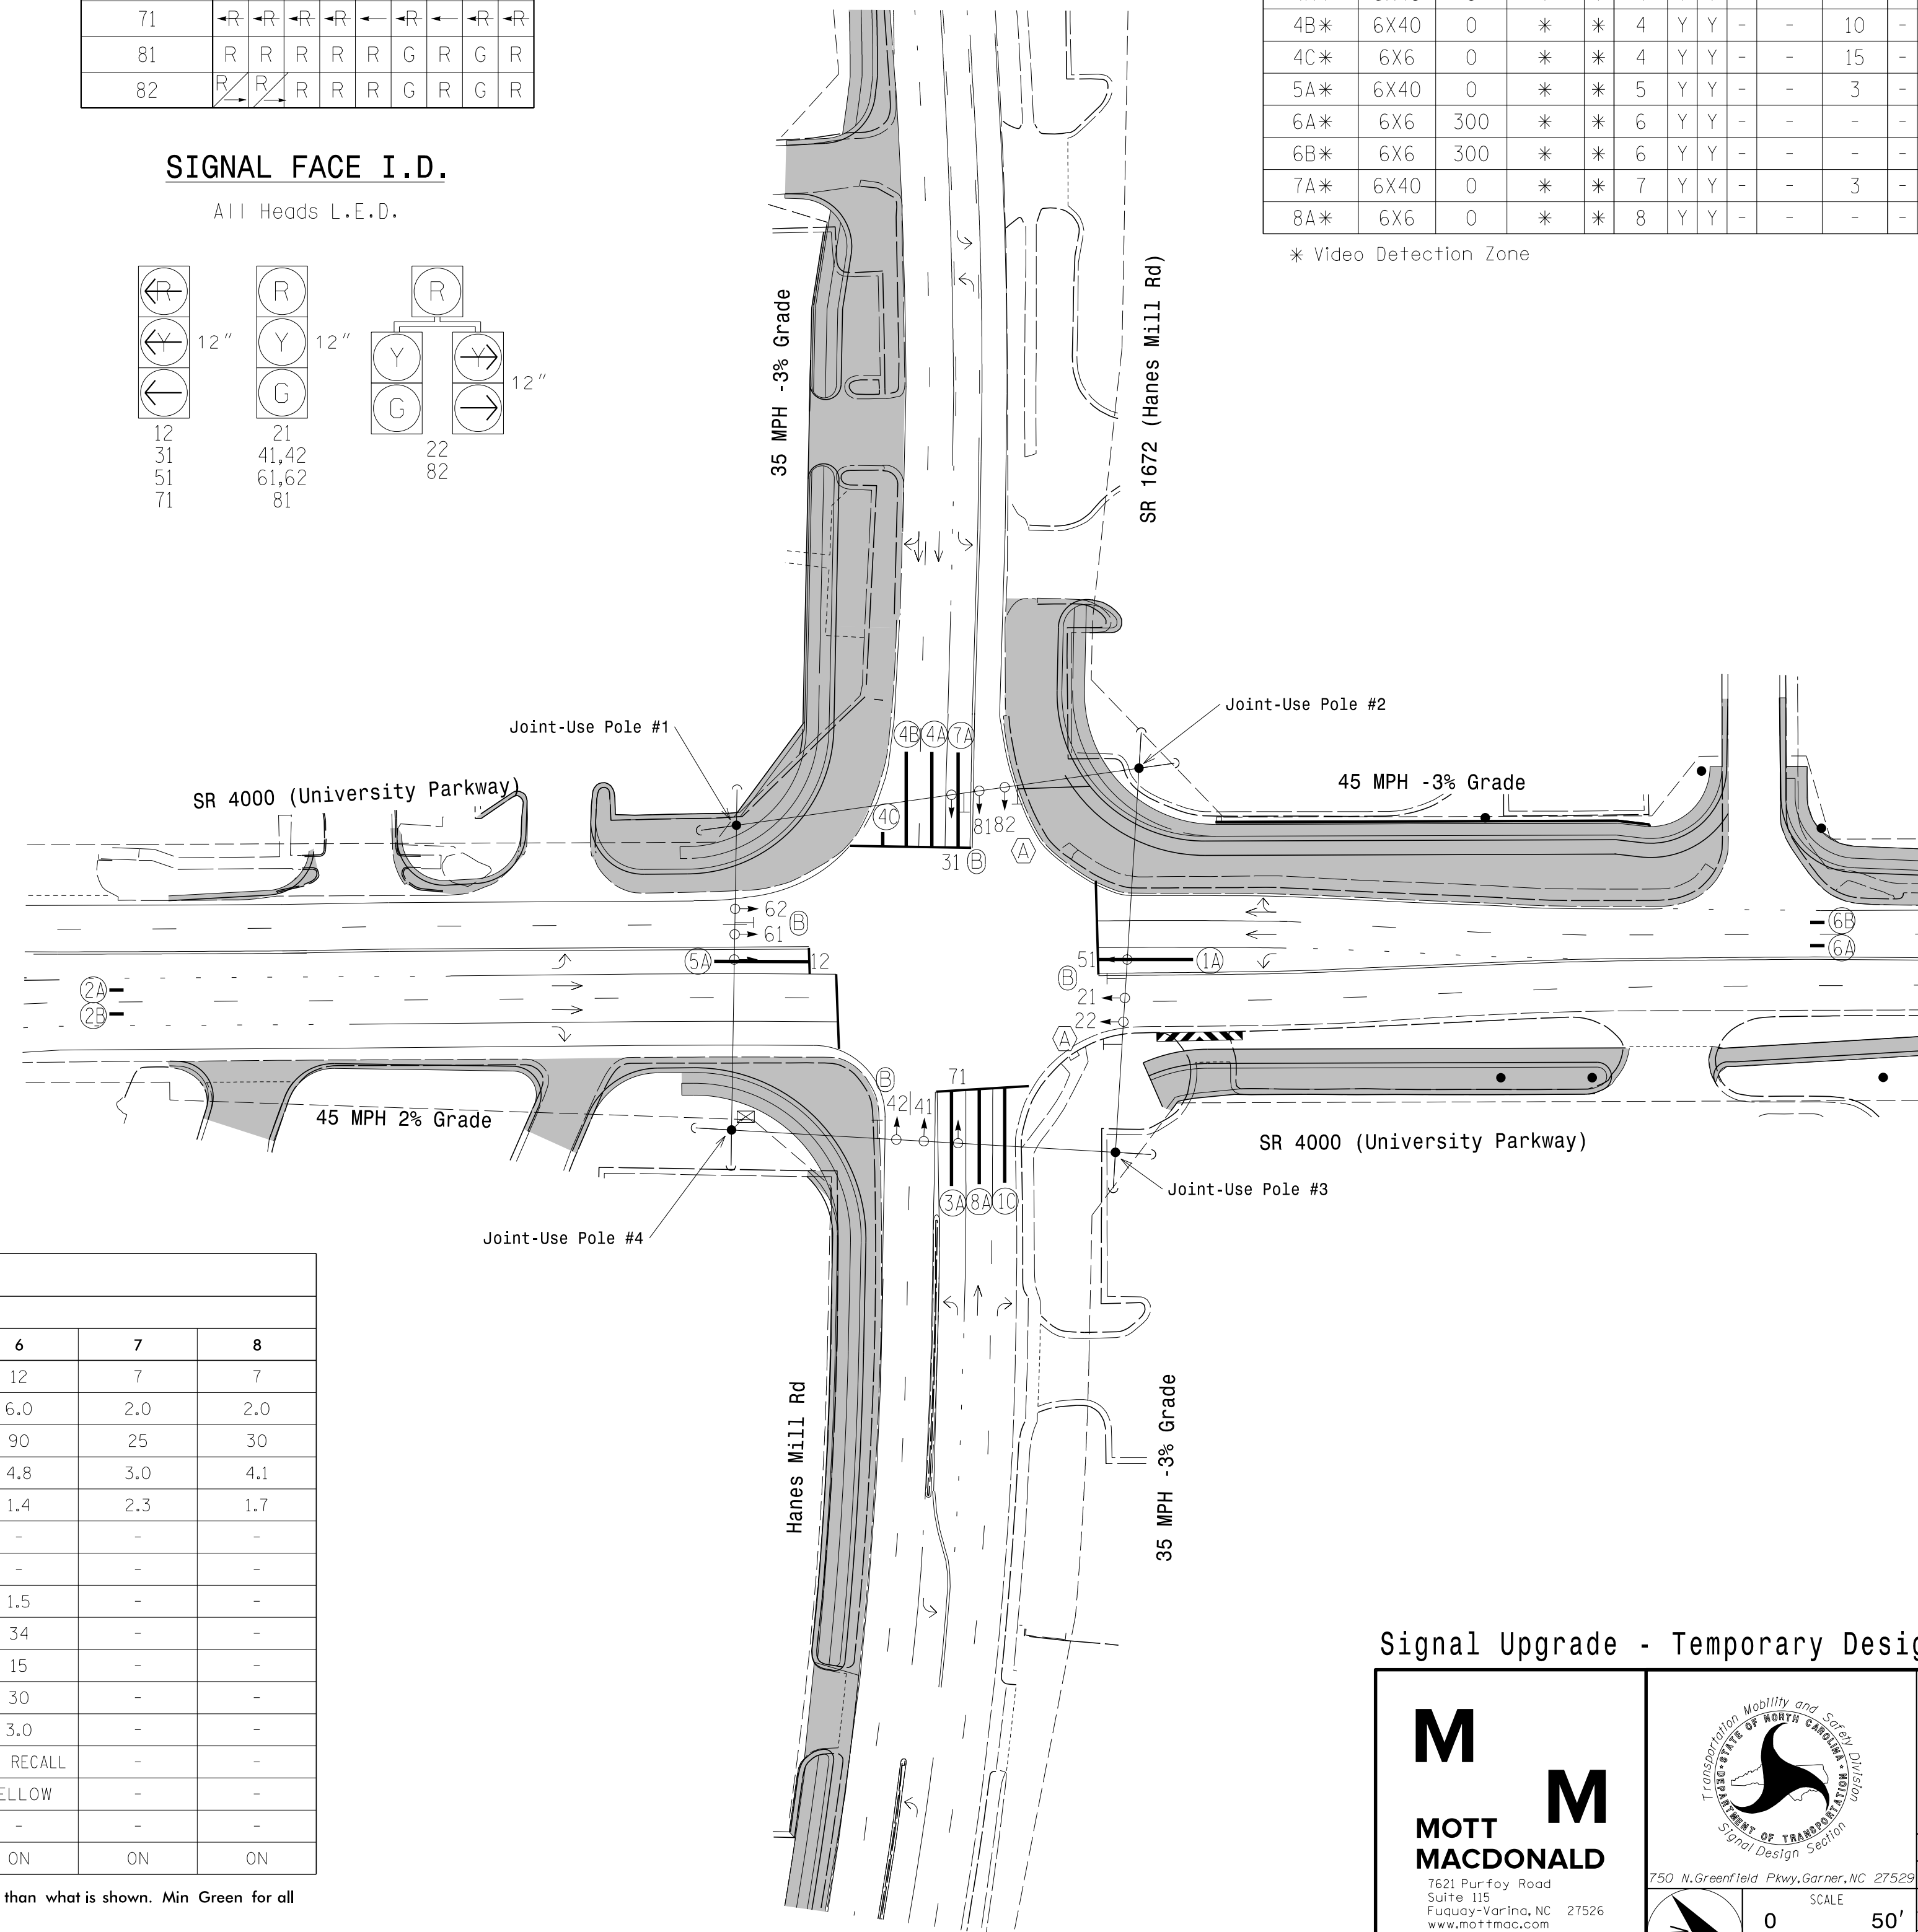 71 R R R R R R R
81 R R R R R G R G R
82 R R R R R G R G R
SIGNAL FACE I.D.
All Heads L.E.D.
R R R
Y 12" Y 12" Y Y
G G 12"
12 21 22
31 41,42 82
51 61,62
71 81
4B* 6X40 0 * * 4 Y Y - - 10 -
4C* 6X6 0 * * 4 Y Y - - 15 -
5A* 6X40 0 * * 5 Y Y - - 3 -
6A* 6X6 300 * * 6 Y Y - - - -
6B* 6X6 300 * * 6 Y Y - - - -
7A* 6X40 0 * * 7 Y Y - - 3 -
8A* 6X6 0 * * 8 Y Y - - - -
* Video Detection Zone
35 MPH -3% Grade
SR 1672 (Hanes Mill Rd)
Joint-Use Pole #1
Joint-Use Pole #2
SR 4000 (University Parkway)
45 MPH -3% Grade
4B 4A 7A
4C
81 82
31 B A
62 B
61
5A 12
51 1A
B
21
22
A
6B
6A
2A
2B
45 MPH 2% Grade
B
42 41
71
3A 8A 1C
SR 4000 (University Parkway)
Joint-Use Pole #3
Joint-Use Pole #4
Hanes Mill Rd
35 MPH -3% Grade
6 7 8
12 7 7
6.0 2.0 2.0
90 25 30
4.8 3.0 4.1
1.4 2.3 1.7
- - -
- - -
1.5 - -
34 - -
15 - -
30 - -
3.0 - -
RECALL - -
ELLOW - -
- - -
ON ON ON
than what is shown. Min Green for all
Signal Upgrade - Temporary Desig
M
M
MOTT
MACDONALD
7621 Purfoy Road
Suite 115
Fuquay-Varina, NC 27526
www.mottmac.com
Transportation Mobility and Safety Division
STATE OF NORTH CAROLINA
DEPARTMENT OF TRANSPORTATION
Signal Design Section
750 N.Greenfield Pkwy,Garner,NC 27529
SCALE
0 50'